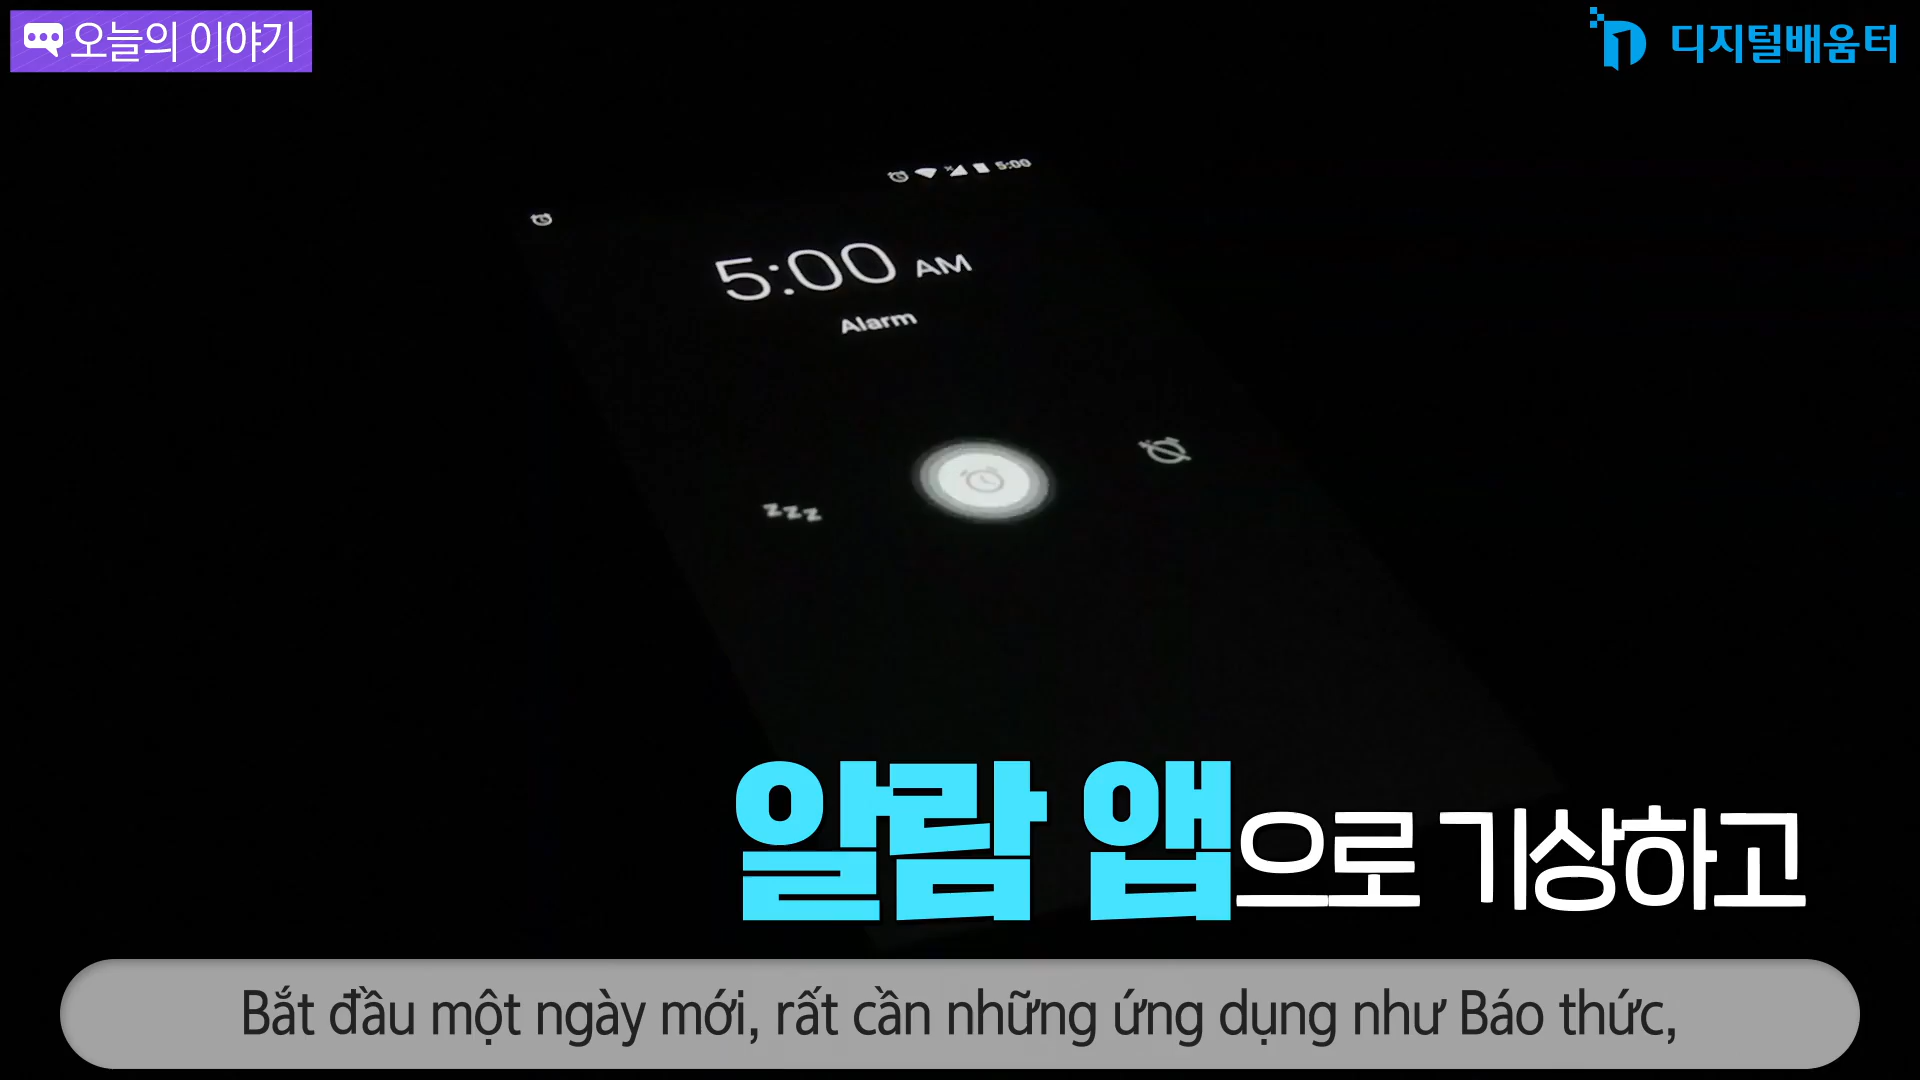 오늘의 이야기
디지털배움터
5:00
5:00 AM
Alarm
zzz
알람 앱으로 기상하고
Bắt đầu một ngày mới, rất cần những ứng dụng như Báo thức,